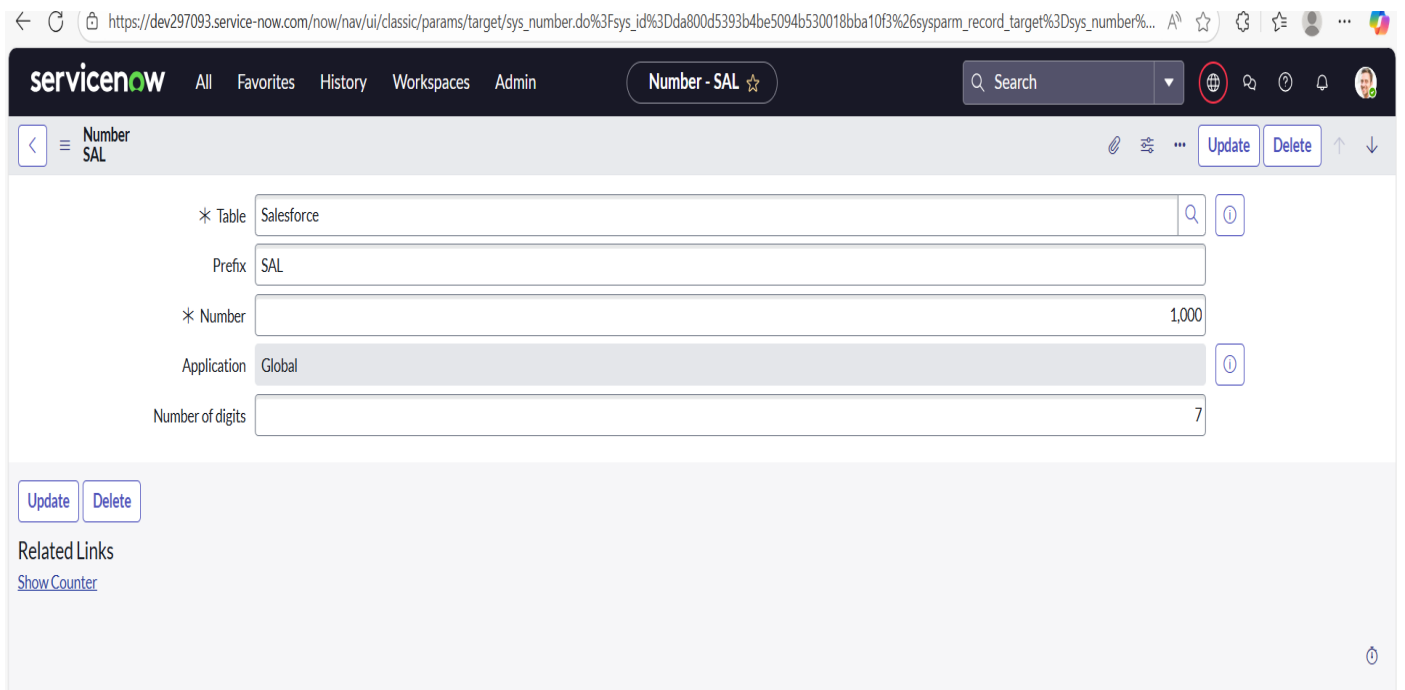 https://dev297093.service-now.com/now/nav/ui/classic/params/target/sys_number.do%3Fsys_id%3Dda800d5393b4be5094b530018bba10f3%26sysparm_record_target%3Dsys_number%...
servicenow All Favorites History Workspaces Admin Number - SAL Search
Number
SAL
Update Delete
Table Salesforce
Prefix SAL
Number 1,000
Application Global
Number of digits 7
Update Delete
Related Links
Show Counter